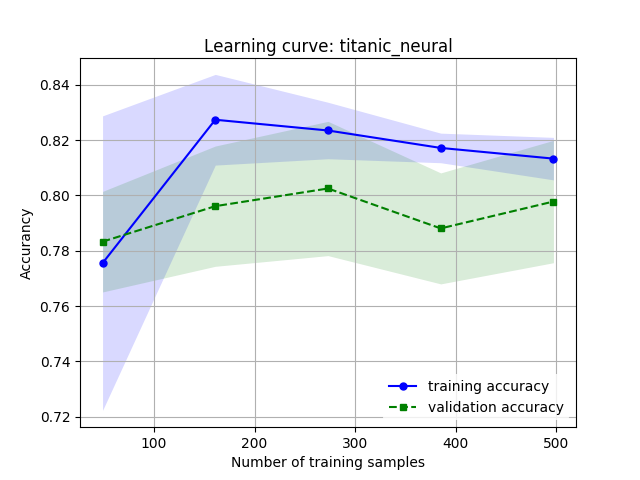 Learning curve: titanic_neural
0.84
0.82
0.80
0.78
0.76
0.74
0.72
Accurancy
training accuracy
validation accuracy
100 200 300 400 500
Number of training samples